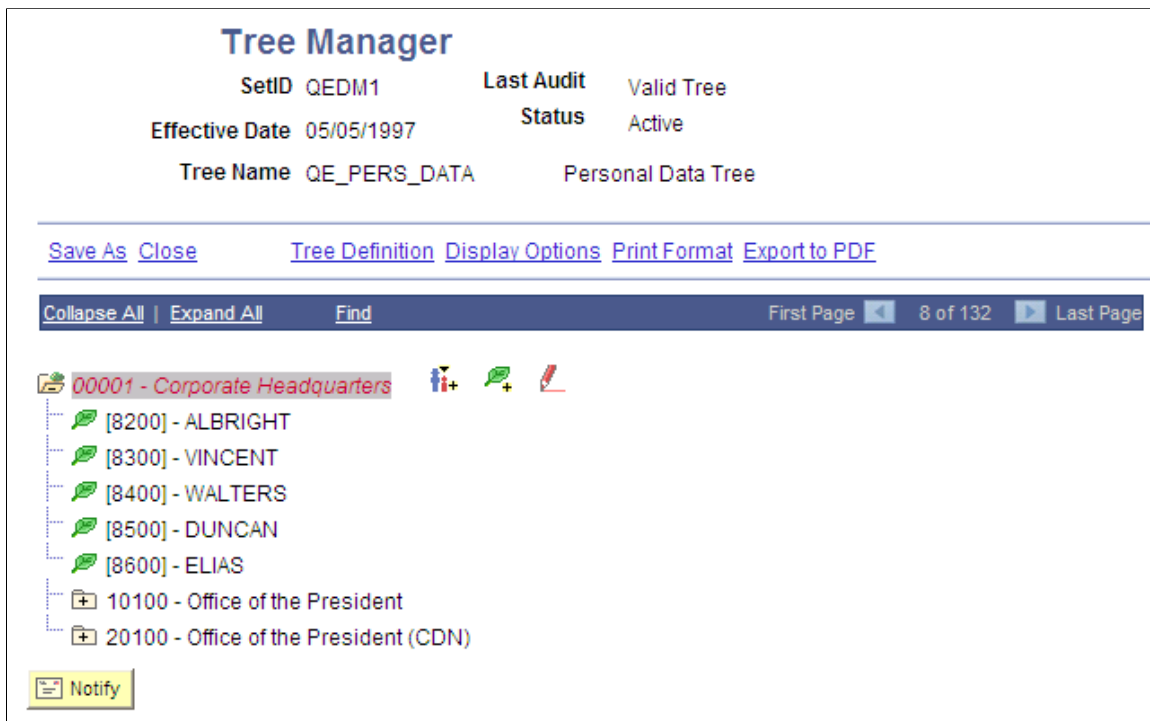 Tree Manager
SetID QEDM1 Last Audit Valid Tree
Effective Date 05/05/1997 Status Active
Tree Name QE_PERS_DATA Personal Data Tree
Save As Close Tree Definition Display Options Print Format Export to PDF
Collapse All | Expand All Find First Page 8 of 132 Last Page
00001 - Corporate Headquarters
[8200] - ALBRIGHT
[8300] - VINCENT
[8400] - WALTERS
[8500] - DUNCAN
[8600] - ELIAS
10100 - Office of the President
20100 - Office of the President (CDN)
Notify